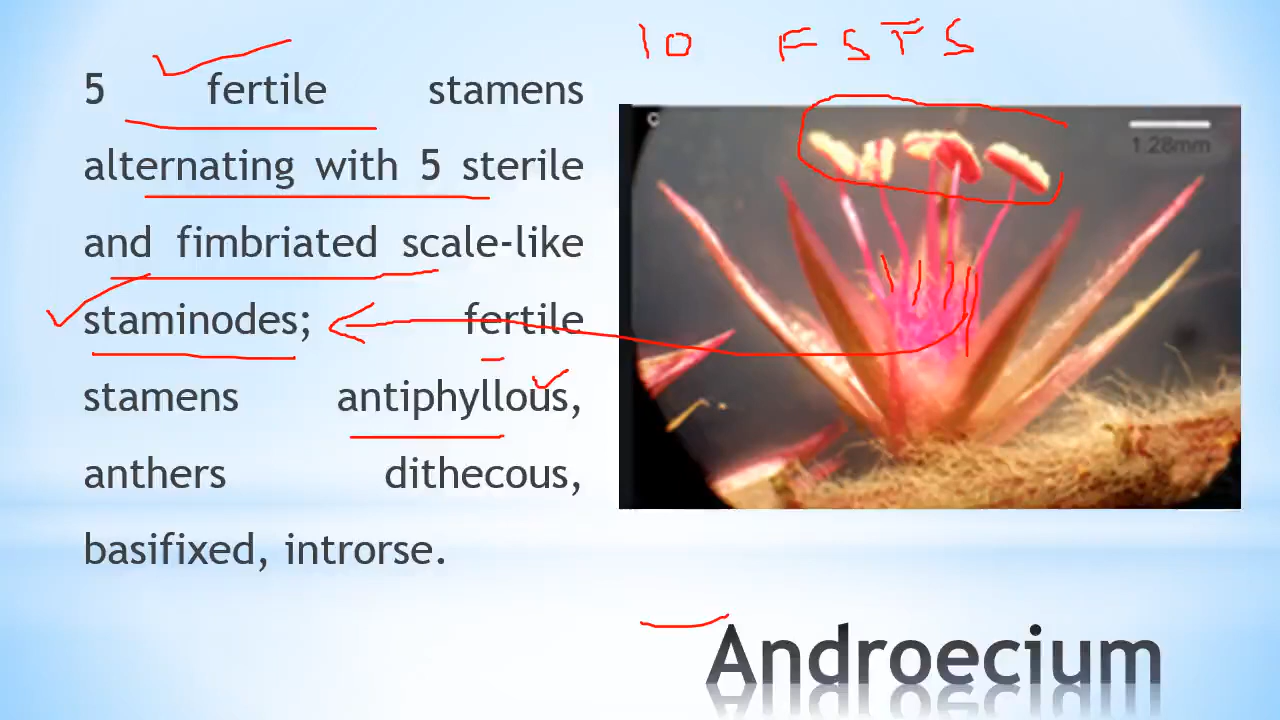 10 F S T S
5 fertile stamens
alternating with 5 sterile
and fimbriated scale-like
staminodes; fertile
stamens antiphyllous,
anthers dithecous,
basifixed, introrse.
C
1.28mm
Androecium